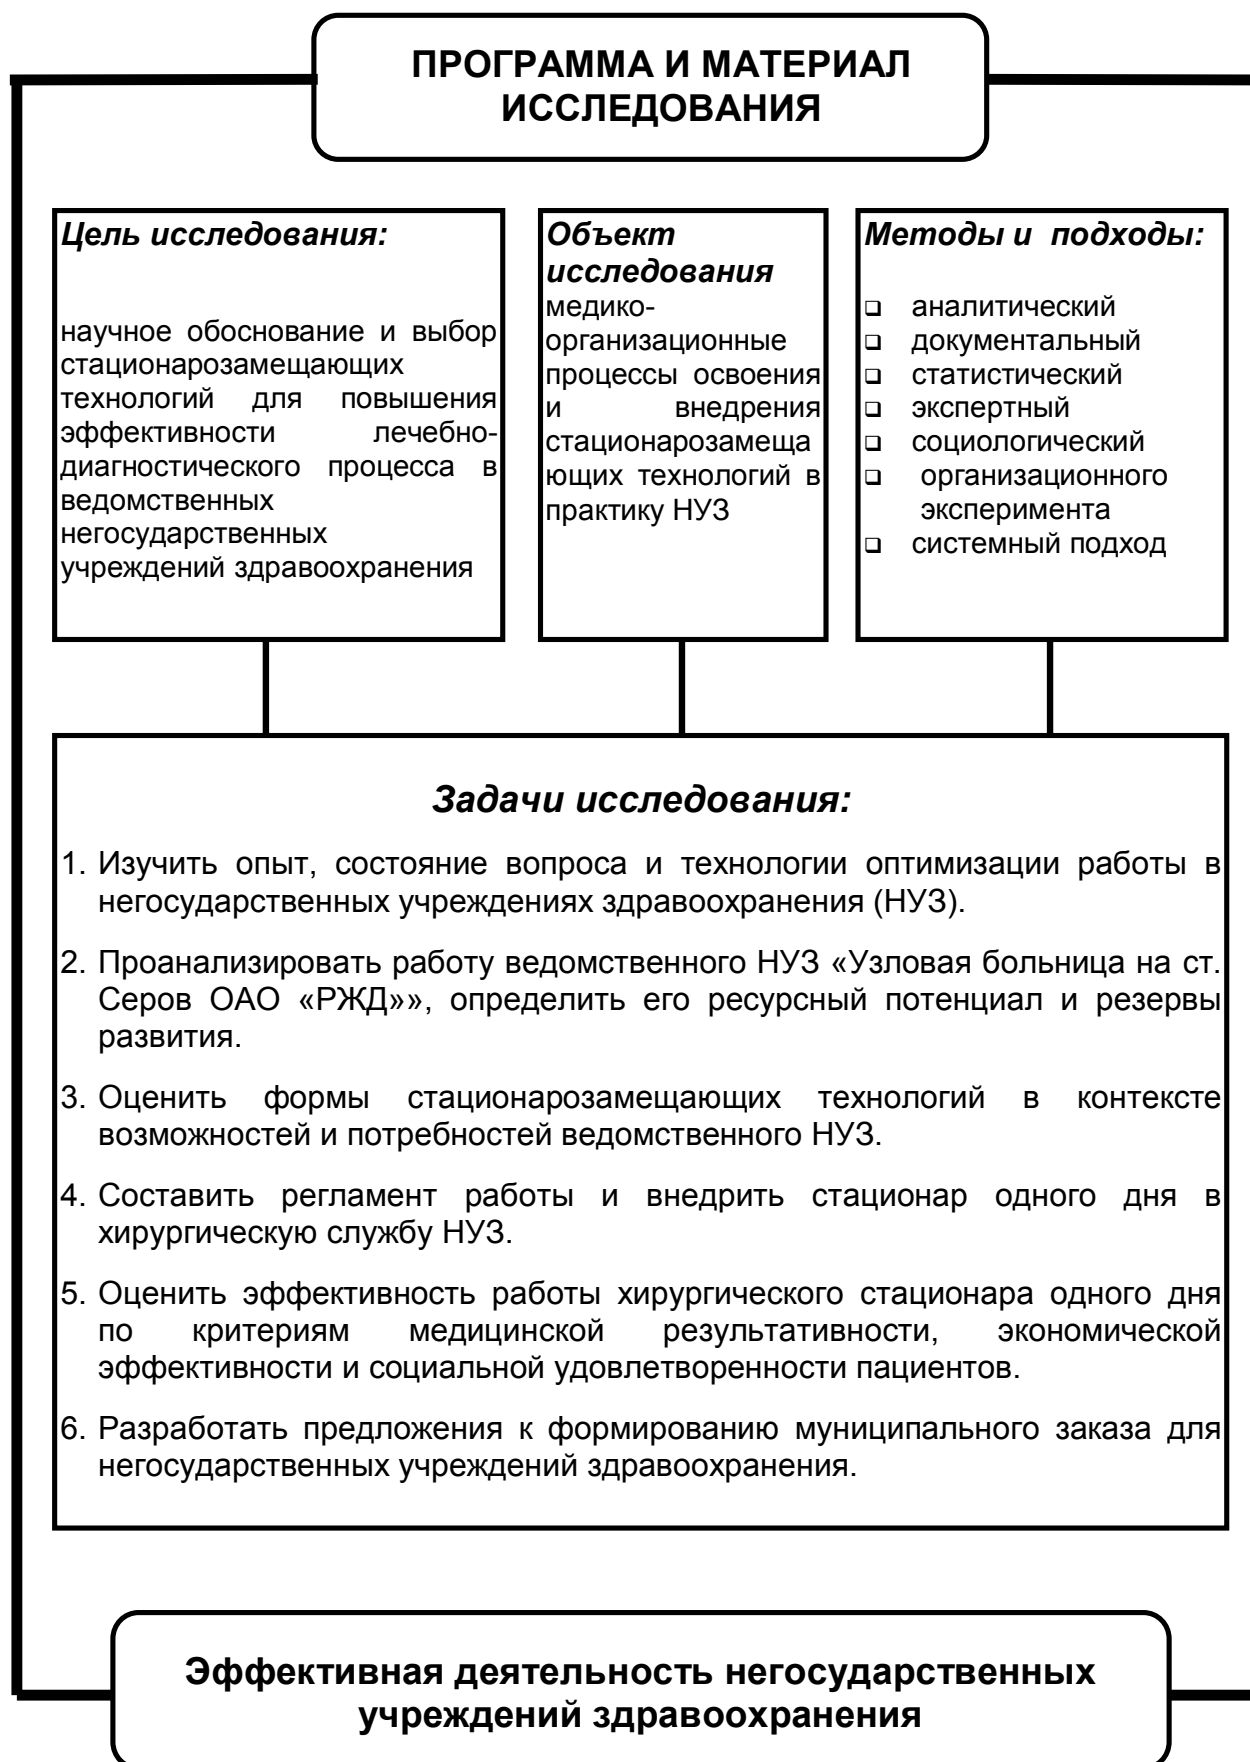 ПРОГРАММА И МАТЕРИАЛ
ИССЛЕДОВАНИЯ
Цель исследования:
научное обоснование и выбор
стационарозамещающих
технологий для повышения
эффективности лечебно-
диагностического процесса в
ведомственных
негосударственных
учреждений здравоохранения
Объект
исследования
медико-
организационные
процессы освоения
и внедрения
стационарозамеща
ющих технологий в
практику НУЗ
Методы и подходы:
❑ аналитический
❑ документальный
❑ статистический
❑ экспертный
❑ социологический
❑ организационного
эксперимента
❑ системный подход
Задачи исследования:
1. Изучить опыт, состояние вопроса и технологии оптимизации работы в
негосударственных учреждениях здравоохранения (НУЗ).
2. Проанализировать работу ведомственного НУЗ «Узловая больница на ст.
Серов ОАО «РЖД»», определить его ресурсный потенциал и резервы
развития.
3. Оценить формы стационарозамещающих технологий в контексте
возможностей и потребностей ведомственного НУЗ.
4. Составить регламент работы и внедрить стационар одного дня в
хирургическую службу НУЗ.
5. Оценить эффективность работы хирургического стационара одного дня
по критериям медицинской результативности, экономической
эффективности и социальной удовлетворенности пациентов.
6. Разработать предложения к формированию муниципального заказа для
негосударственных учреждений здравоохранения.
Эффективная деятельность негосударственных
учреждений здравоохранения